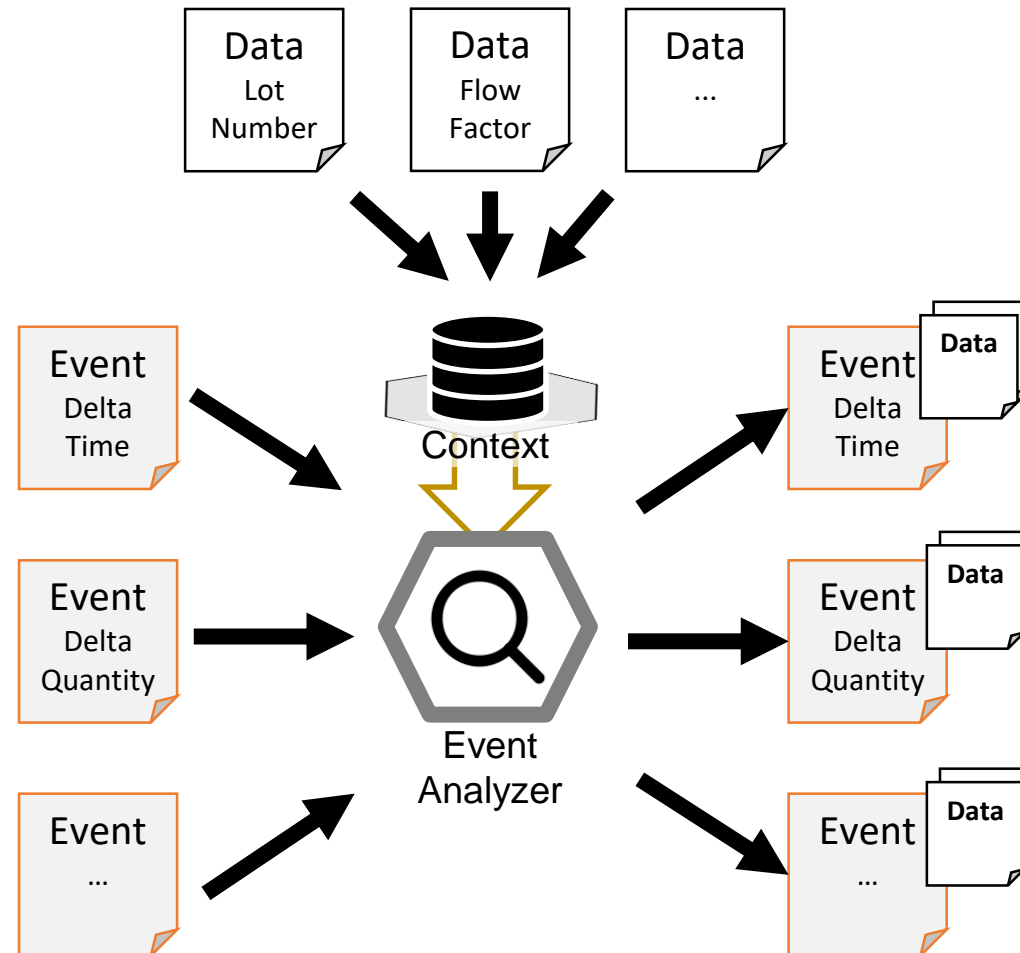 Data
Lot
Number
Data
Flow
Factor
Data
...
Event
Delta
Time
Context
Event
Delta
Time
Data
Event
Delta
Quantity
Event
Delta
Quantity
Data
Event
Analyzer
Event
...
Event
...
Data